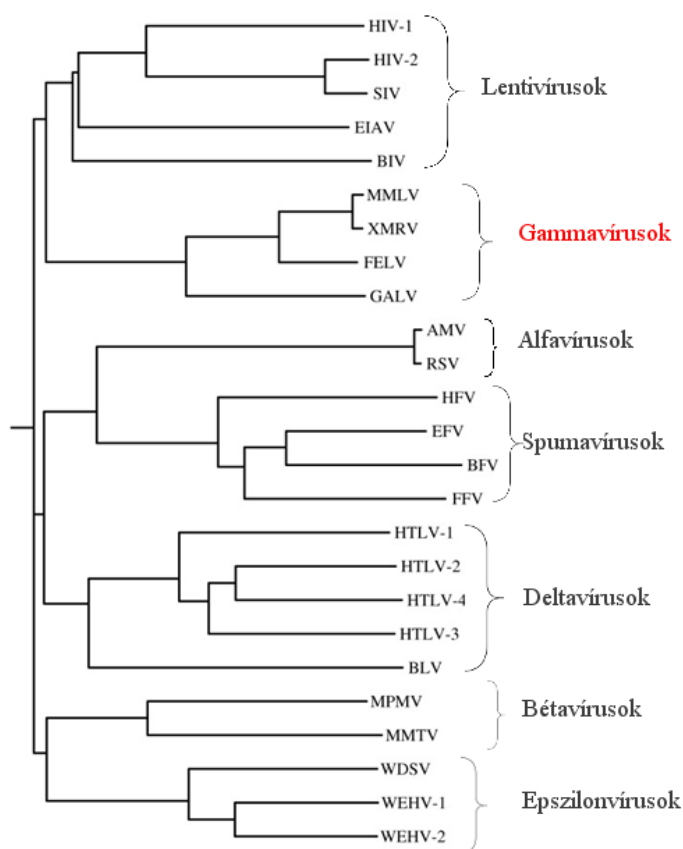 HIV-1
HIV-2
SIV
EIAV
BIV
Lentivírusok
MMLV
XMRV
FELV
GALV
Gammavírusok
AMV
RSV
Alfavírusok
HFV
EFV
BFV
FFV
Spumavírusok
HTLV-1
HTLV-2
HTLV-4
HTLV-3
BLV
Deltavírusok
MPMV
MMTV
Bétavírusok
WDSV
WEHV-1
WEHV-2
Epszilonvírusok